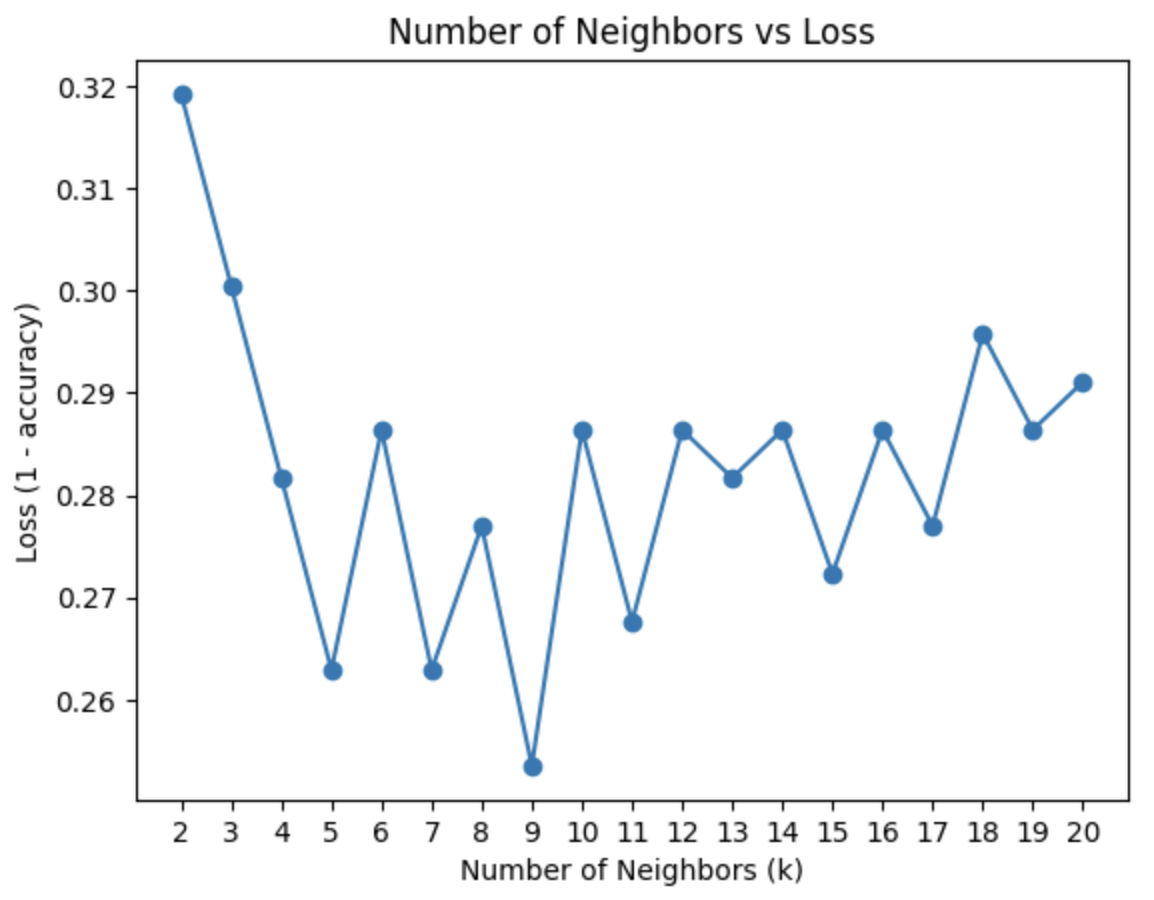 Number of Neighbors vs Loss
Loss (1 - accuracy)
0.32
0.31
0.30
0.29
0.28
0.27
0.26
2 3 4 5 6 7 8 9 10 11 12 13 14 15 16 17 18 19 20
Number of Neighbors (k)